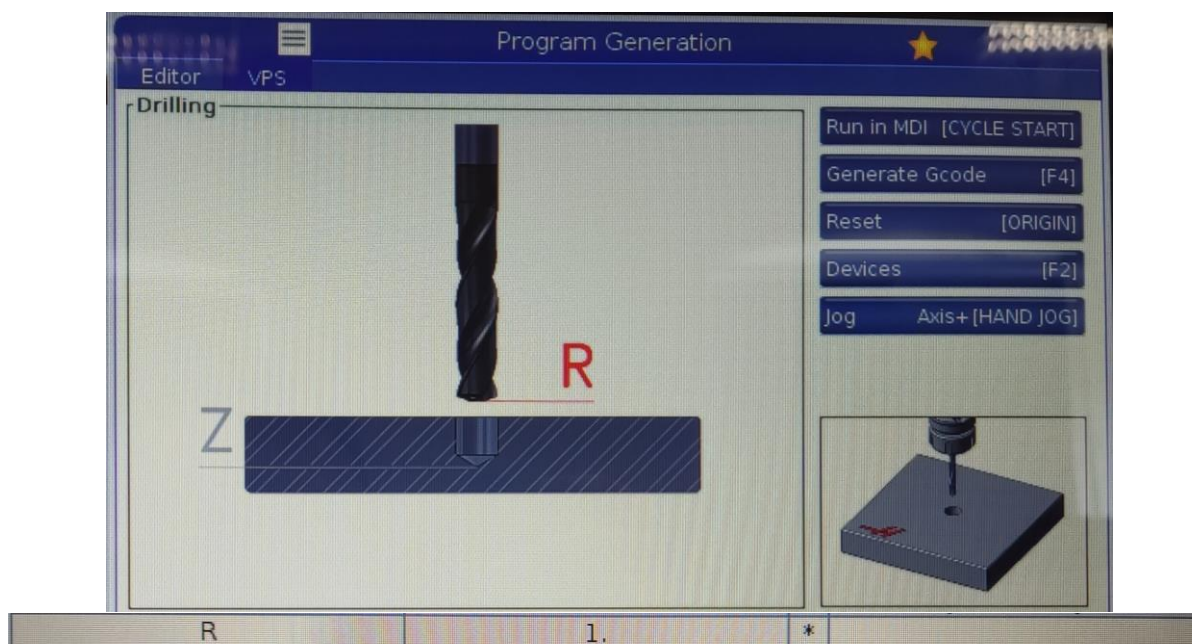 Program Generation
Editor VPS
Drilling
Run in MDI [CYCLE START]
Generate Gcode [F4]
Reset [ORIGIN]
Devices [F2]
Jog Axis+[HAND JOG]
R
Z
R 1. *